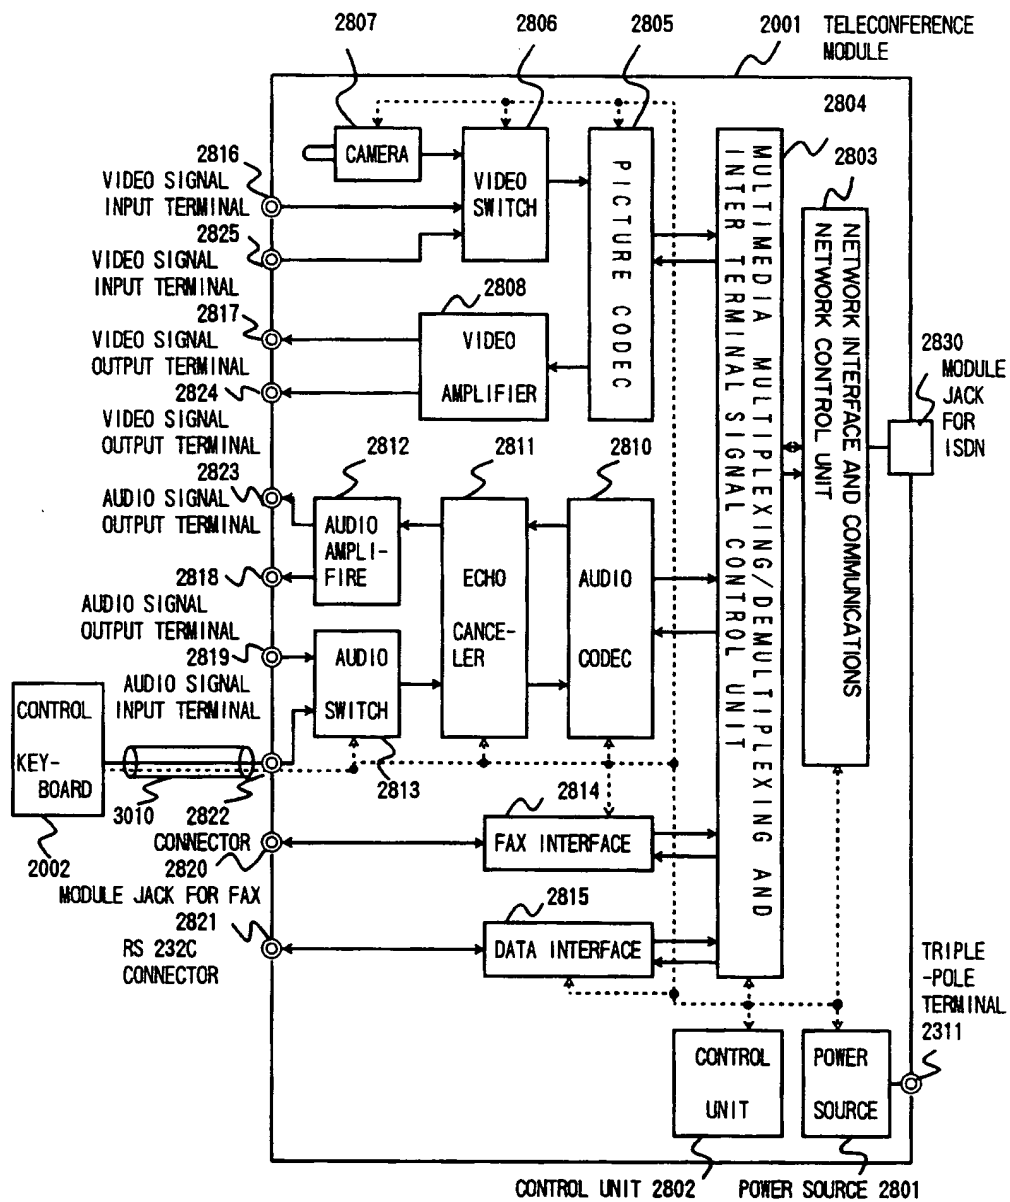 2807
2806
2805
2001 TELECONFERENCE
MODULE
2804
2803
CAMERA
VIDEO
SWITCH
PICTURE CODEC
MULTIMEDIA MULTIPLEXING/DEMULTIPLEXING AND
INTER TERMINAL SIGNAL CONTROL UNIT
NETWORK INTERFACE AND COMMUNICATIONS
NETWORK CONTROL UNIT
2816
VIDEO SIGNAL
INPUT TERMINAL
2825
VIDEO SIGNAL
INPUT TERMINAL
2817
VIDEO SIGNAL
OUTPUT TERMINAL
2824
VIDEO SIGNAL
OUTPUT TERMINAL
2808
VIDEO
AMPLIFIER
2830
MODULE
JACK
FOR
ISDN
2823
AUDIO SIGNAL
OUTPUT TERMINAL
2818
AUDIO SIGNAL
OUTPUT TERMINAL
2819
AUDIO SIGNAL
INPUT TERMINAL
2812
2811
2810
AUDIO
AMPLI-
FIRE
ECHO
CANCE-
LER
AUDIO
CODEC
AUDIO
SWITCH
2813
CONTROL
KEY-
BOARD
2002
3010
2822
CONNECTOR
2820
MODULE JACK FOR FAX
2814
FAX INTERFACE
2821
RS 232C
CONNECTOR
2815
DATA INTERFACE
TRIPLE
-POLE
TERMINAL
2311
CONTROL
UNIT
POWER
SOURCE
CONTROL UNIT 2802
POWER SOURCE 2801